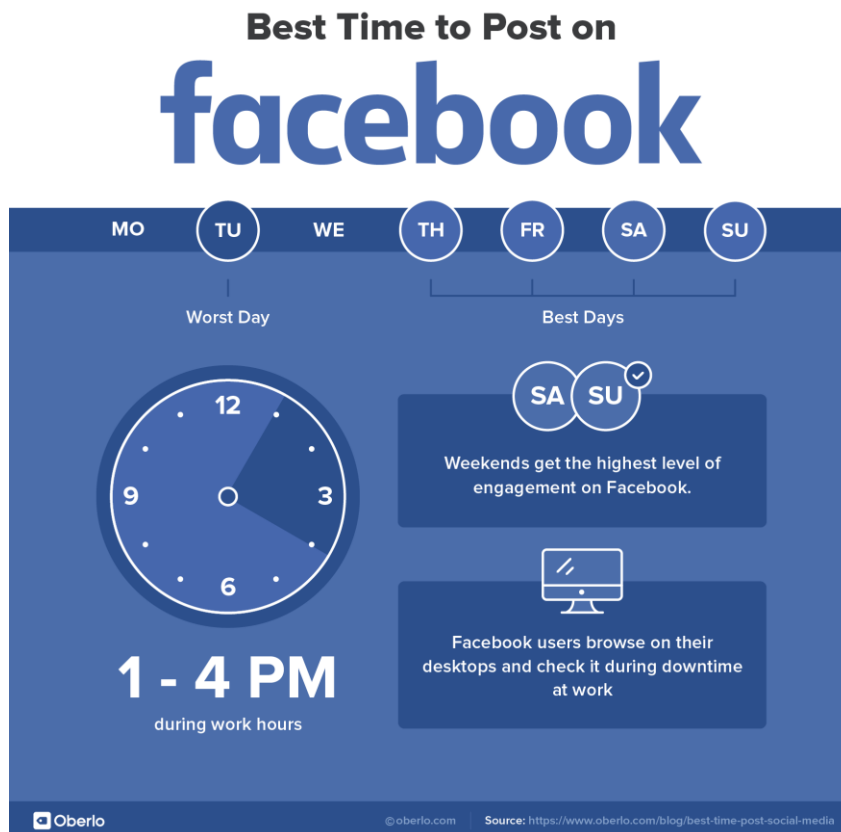 Best Time to Post on
facebook
MO TU WE TH FR SA SU
Worst Day Best Days
12
3
6
9
1 - 4 PM
during work hours
SA SU
Weekends get the highest level of
engagement on Facebook.
Facebook users browse on their
desktops and check it during downtime
at work
Oberlo
©oberlo.com Source: https://www.oberlo.com/blog/best-time-post-social-media